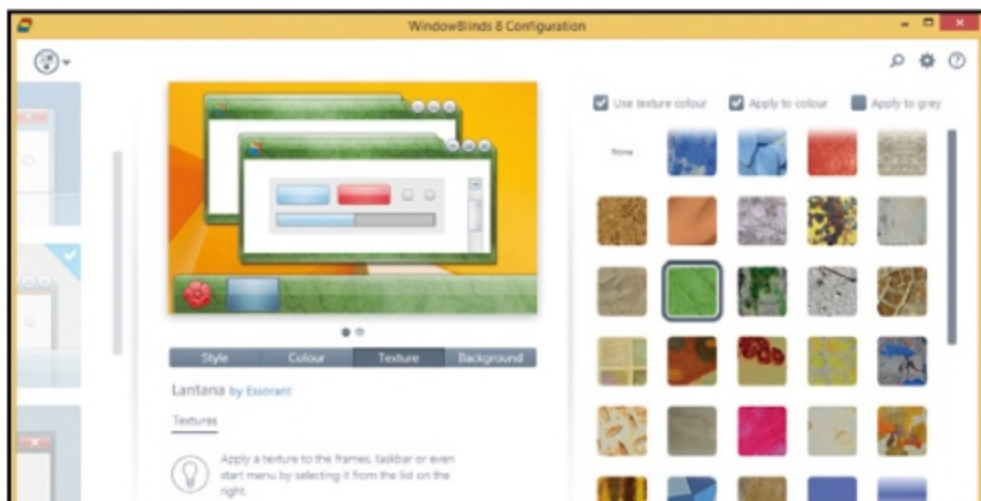 WindowBlinds 8 Configuration
Use texture colour
Apply to colour
Apply to grey
None
Style
Colour
Texture
Background
Lantana by Essorant
Textures
Apply a texture to the frames, taskbar or even
start menu by selecting it from the list on the
right.